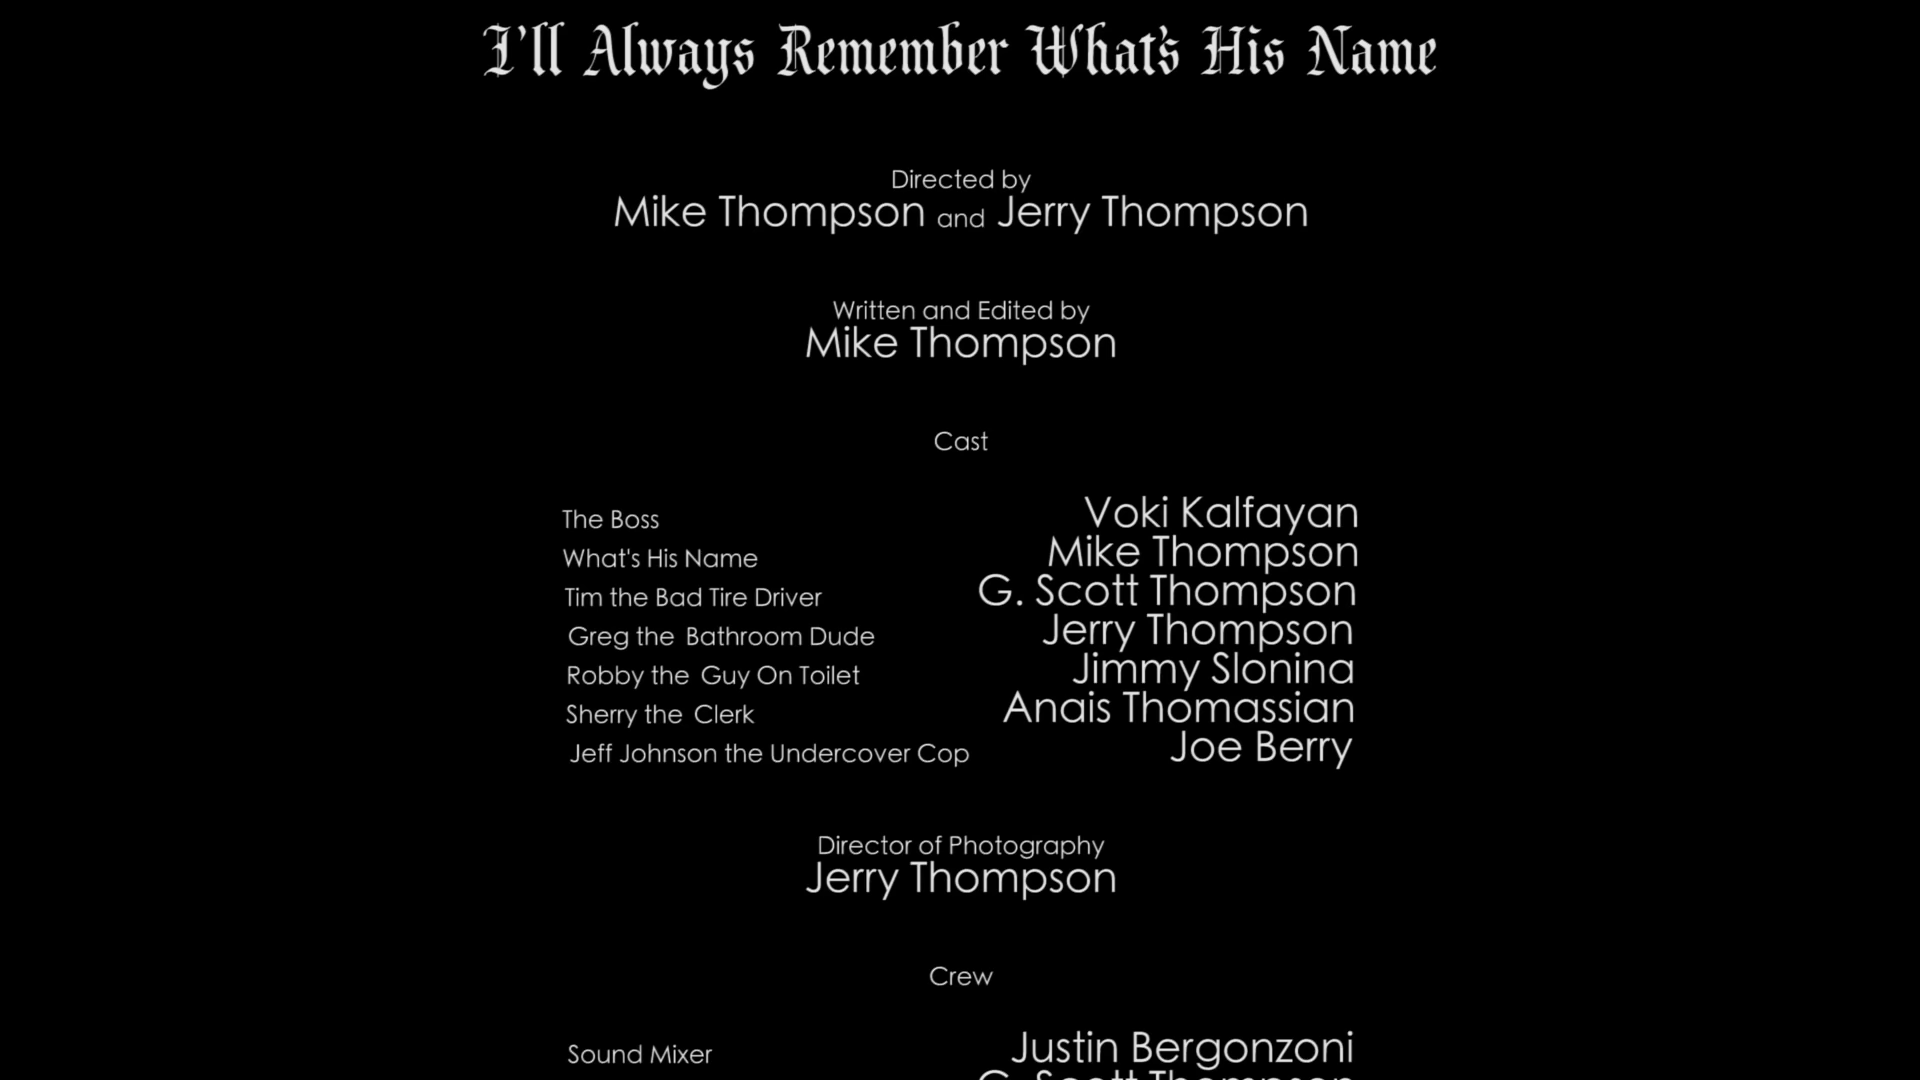 I'll Always Remember What's His Name
Directed by
Mike Thompson and Jerry Thompson
Written and Edited by
Mike Thompson
Cast
The Boss Voki Kalfayan
What's His Name Mike Thompson
Tim the Bad Tire Driver G. Scott Thompson
Greg the Bathroom Dude Jerry Thompson
Robby the Guy On Toilet Jimmy Slonina
Sherry the Clerk Anais Thomassian
Jeff Johnson the Undercover Cop Joe Berry
Director of Photography
Jerry Thompson
Crew
Sound Mixer Justin Bergonzoni
G. Scott Thompson